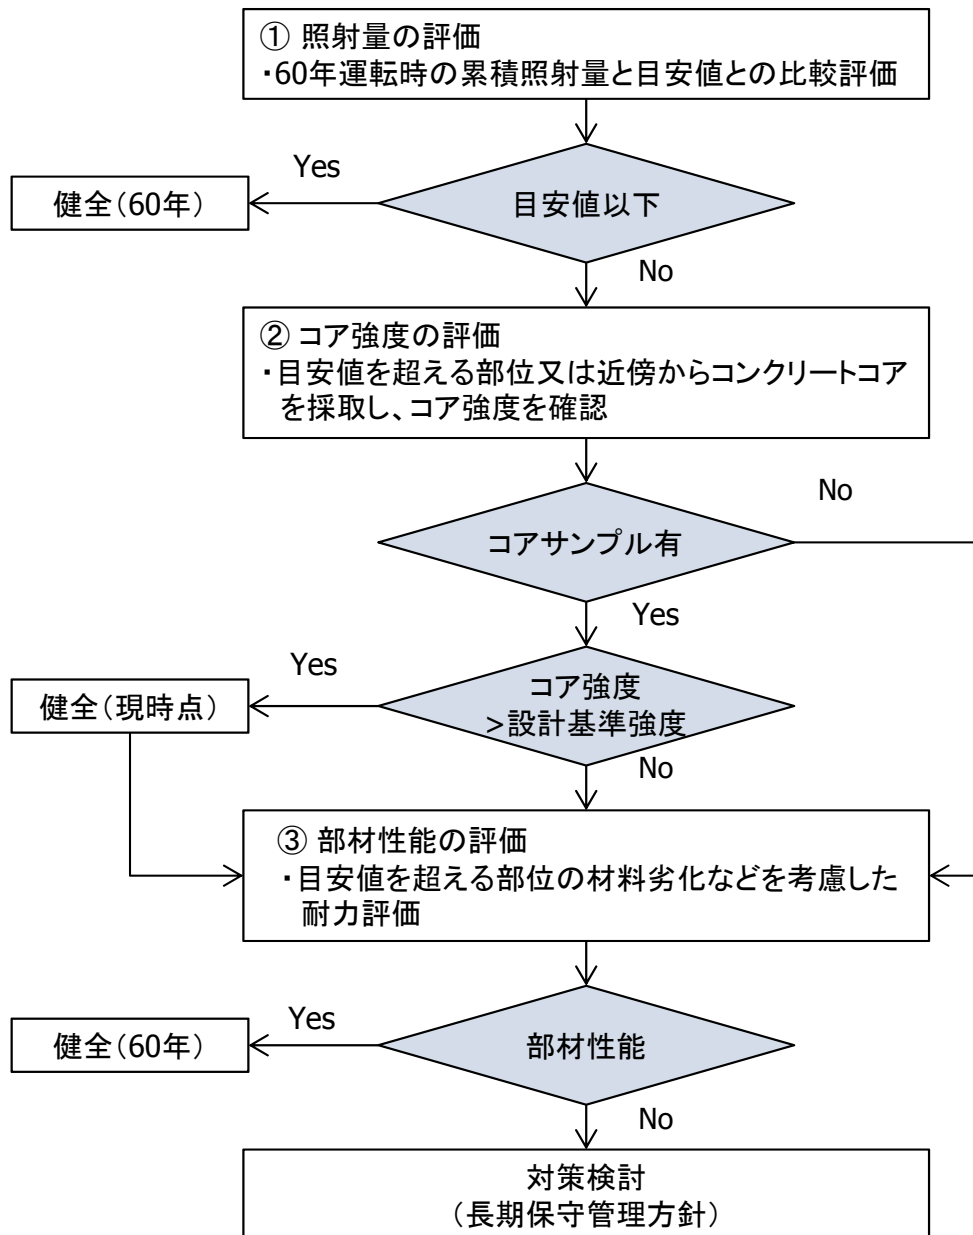 ① 照射量の評価
・60年運転時の累積照射量と目安値との比較評価
Yes
健全（60年）
目安値以下
No
② コア強度の評価
・目安値を超える部位又は近傍からコンクリートコア
を採取し、コア強度を確認
No
コアサンプル有
Yes
Yes
健全（現時点）
コア強度
>設計基準強度
No
③ 部材性能の評価
・目安値を超える部位の材料劣化などを考慮した
耐力評価
Yes
健全（60年）
部材性能
No
対策検討
（長期保守管理方針）